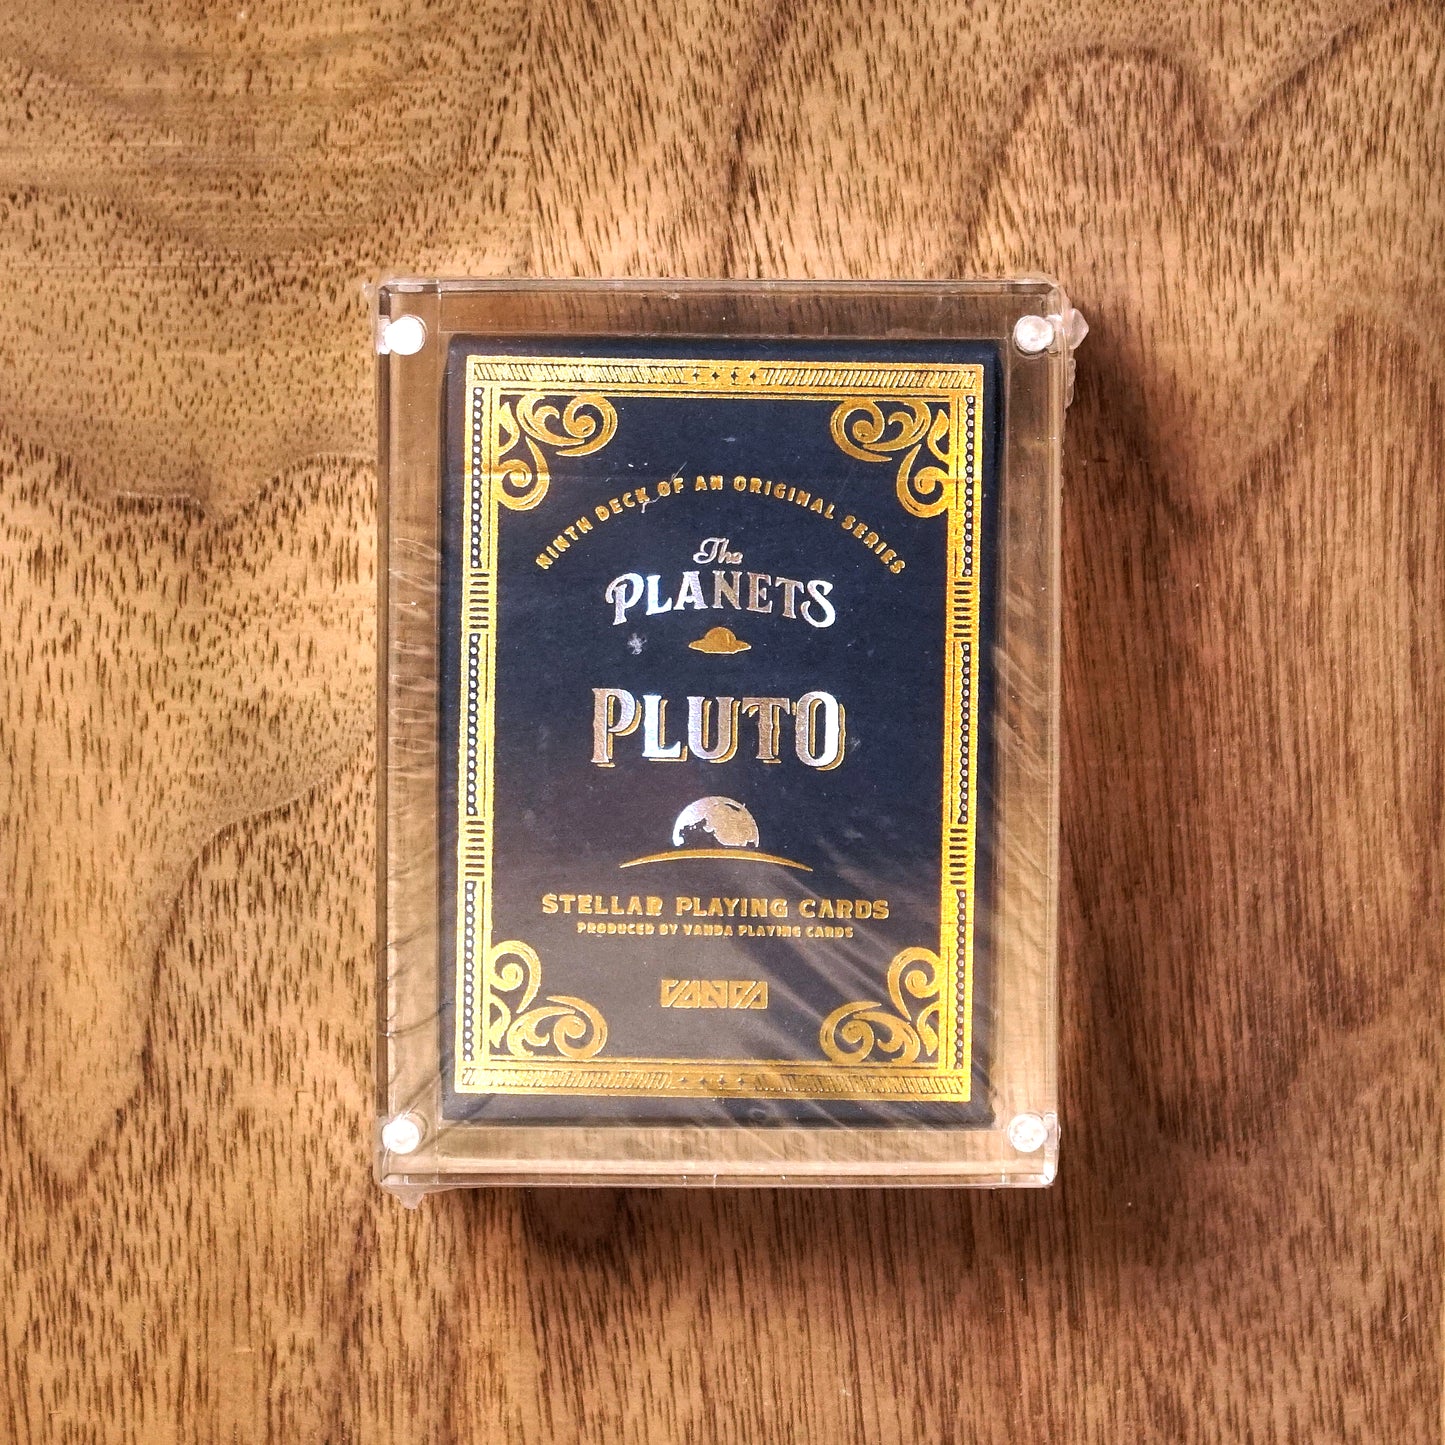 NINTH DECK OF AN ORIGINAL SERIES
The
PLANETS
PLUTO
STELLAR PLAYING CARDS
PRODUCED BY VANDA PLAYING CARDS
VANDA